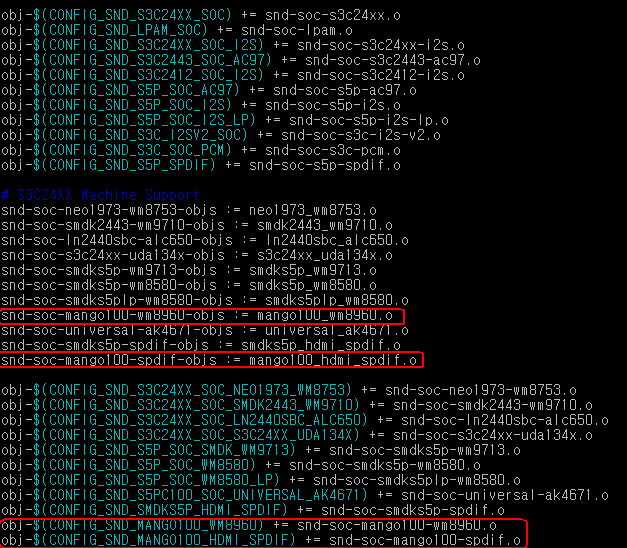 obj-$(CONFIG_SND_S3C24XX_SOC) += snd-soc-s3c24xx.o
obj-$(CONFIG_SND_LPAM_SOC) += snd-soc-lpam.o
obj-$(CONFIG_SND_S3C24XX_SOC_I2S) += snd-soc-s3c24xx-i2s.o
obj-$(CONFIG_SND_S3C2443_SOC_AC97) += snd-soc-s3c2443-ac97.o
obj-$(CONFIG_SND_S3C2412_SOC_I2S) += snd-soc-s3c2412-i2s.o
obj-$(CONFIG_SND_S5P_SOC_AC97) += snd-soc-s5p-ac97.o
obj-$(CONFIG_SND_S5P_SOC_I2S) += snd-soc-s5p-i2s.o
obj-$(CONFIG_SND_S5P_SOC_I2S_LP) += snd-soc-s5p-i2s-lp.o
obj-$(CONFIG_SND_S3C_I2SV2_SOC) += snd-soc-s3c-i2s-v2.o
obj-$(CONFIG_SND_S3C_SOC_PCM) += snd-soc-s3c-pcm.o
obj-$(CONFIG_SND_S5P_SPDIF) += snd-soc-s5p-spdif.o
# S3C24XX Machine Support
snd-soc-neo1973-wm8753-objs := neo1973_wm8753.o
snd-soc-smdk2443-wm9710-objs := smdk2443_wm9710.o
snd-soc-ln2440sbc-alc650-objs := ln2440sbc_alc650.o
snd-soc-s3c24xx-uda134x-objs := s3c24xx_uda134x.o
snd-soc-smdks5p-wm9713-objs := smdks5p_wm9713.o
snd-soc-smdks5p-wm8580-objs := smdks5p_wm8580.o
snd-soc-smdks5plp-wm8580-objs := smdks5plp_wm8580.o
snd-soc-mango100-wm8960-objs := mango100_wm8960.o
snd-soc-universal-ak4671-objs := universal_ak4671.o
snd-soc-smdks5p-spdif-objs := smdks5p_hdmi_spdif.o
snd-soc-mango100-spdif-objs := mango100_hdmi_spdif.o
obj-$(CONFIG_SND_S3C24XX_SOC_NEO1973_WM8753) += snd-soc-neo1973-wm8753.o
obj-$(CONFIG_SND_S3C24XX_SOC_SMDK2443_WM9710) += snd-soc-smdk2443-wm9710.o
obj-$(CONFIG_SND_S3C24XX_SOC_LN2440SBC_ALC650) += snd-soc-ln2440sbc-alc650.o
obj-$(CONFIG_SND_S3C24XX_SOC_S3C24XX_UDA134X) += snd-soc-s3c24xx-uda134x.o
obj-$(CONFIG_SND_S5P_SOC_SMDK_WM9713) += snd-soc-smdks5p-wm9713.o
obj-$(CONFIG_SND_S5P_SOC_WM8580) += snd-soc-smdks5p-wm8580.o
obj-$(CONFIG_SND_S5P_SOC_WM8580_LP) += snd-soc-smdks5plp-wm8580.o
obj-$(CONFIG_SND_S5PC100_SOC_UNIVERSAL_AK4671) += snd-soc-universal-ak4671.o
obj-$(CONFIG_SND_SMDKS5P_HDMI_SPDIF) += snd-soc-smdks5p-spdif.o
obj-$(CONFIG_SND_MANGO100_WM8960) += snd-soc-mango100-wm8960.o
obj-$(CONFIG_SND_MANGO100_HDMI_SPDIF) += snd-soc-mango100-spdif.o